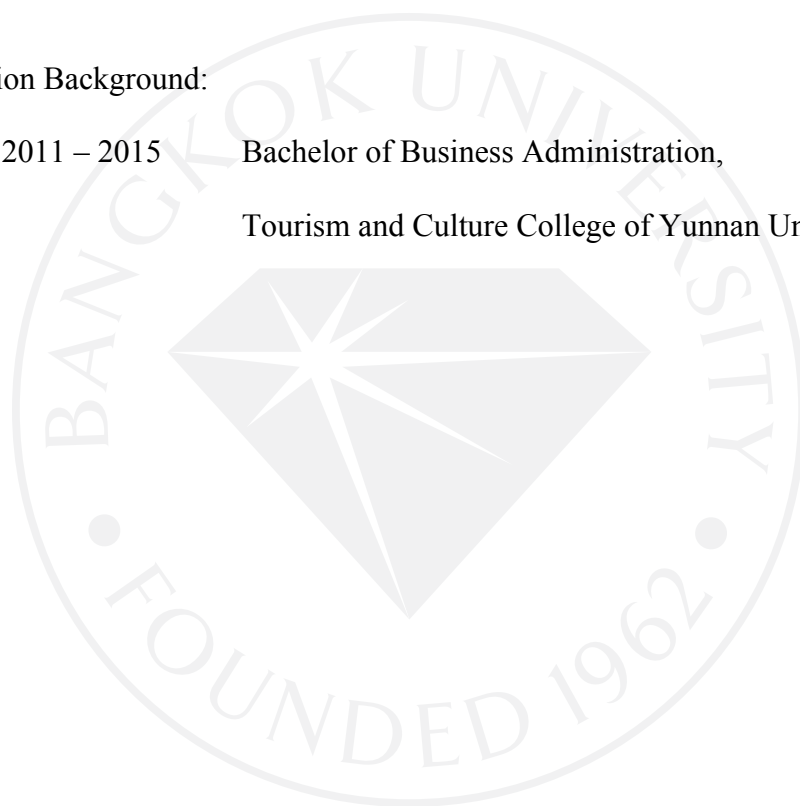 ion Background:
2011 – 2015 Bachelor of Business Administration,
Tourism and Culture College of Yunnan Un
BANGKOK UNIVERSITY
• FOUNDED 1962 •